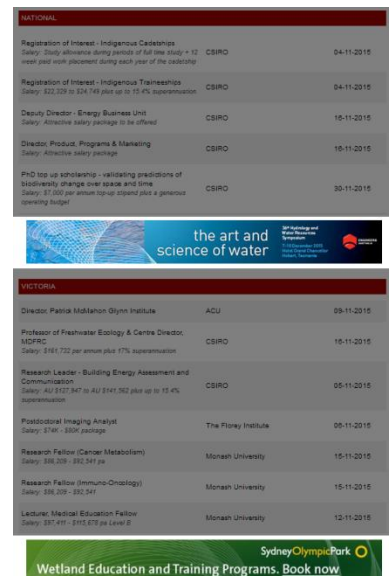 NATIONAL
Registration of Interest - Indigenous Cadetships
Salary: Study allowance during periods of full time study + 12
week paid work placement during each year of the cadetship
CSIRO
04-11-2015
Registration of Interest - Indigenous Traineeships
Salary: $22,329 to $24,749 plus up to 15.4% superannuation
CSIRO
04-11-2015
Deputy Director - Energy Business Unit
Salary: Attractive salary package to be offered
CSIRO
16-11-2015
Director, Product, Programs & Marketing
Salary: Attractive salary package
CSIRO
16-11-2015
PhD top up scholarship - validating predictions of
biodiversity change over space and time
Salary: $7,000 per annum top-up stipend plus a generous
operating budget
CSIRO
30-11-2015
the art and
science of water
36th Hydrology and
Water Resources
Symposium
VICTORIA
Director, Patrick McMahon Glynn Institute
ACU
09-11-2015
Professor of Freshwater Ecology & Centre Director,
MDFRC
Salary: $161,732 per annum plus 17% superannuation
CSIRO
16-11-2015
Research Leader - Building Energy Assessment and
Communication
Salary: AU $127,947 to AU $141,562 plus up to 15.4%
superannuation
CSIRO
05-11-2015
Postdoctoral Imaging Analyst
Salary: $74K - $80K package
The Florey Institute
06-11-2015
Research Fellow (Cancer Metabolism)
Salary: $86,209 - $92,541 pa
Monash University
15-11-2015
Research Fellow (Immuno-Oncology)
Salary: $86,209 - $92,541
Monash University
15-11-2015
Lecturer, Medical Education Fellow
Salary: $97,411 - $115,675 pa Level B
Monash University
12-11-2015
SydneyOlympicPark
Wetland Education and Training Programs. Book now